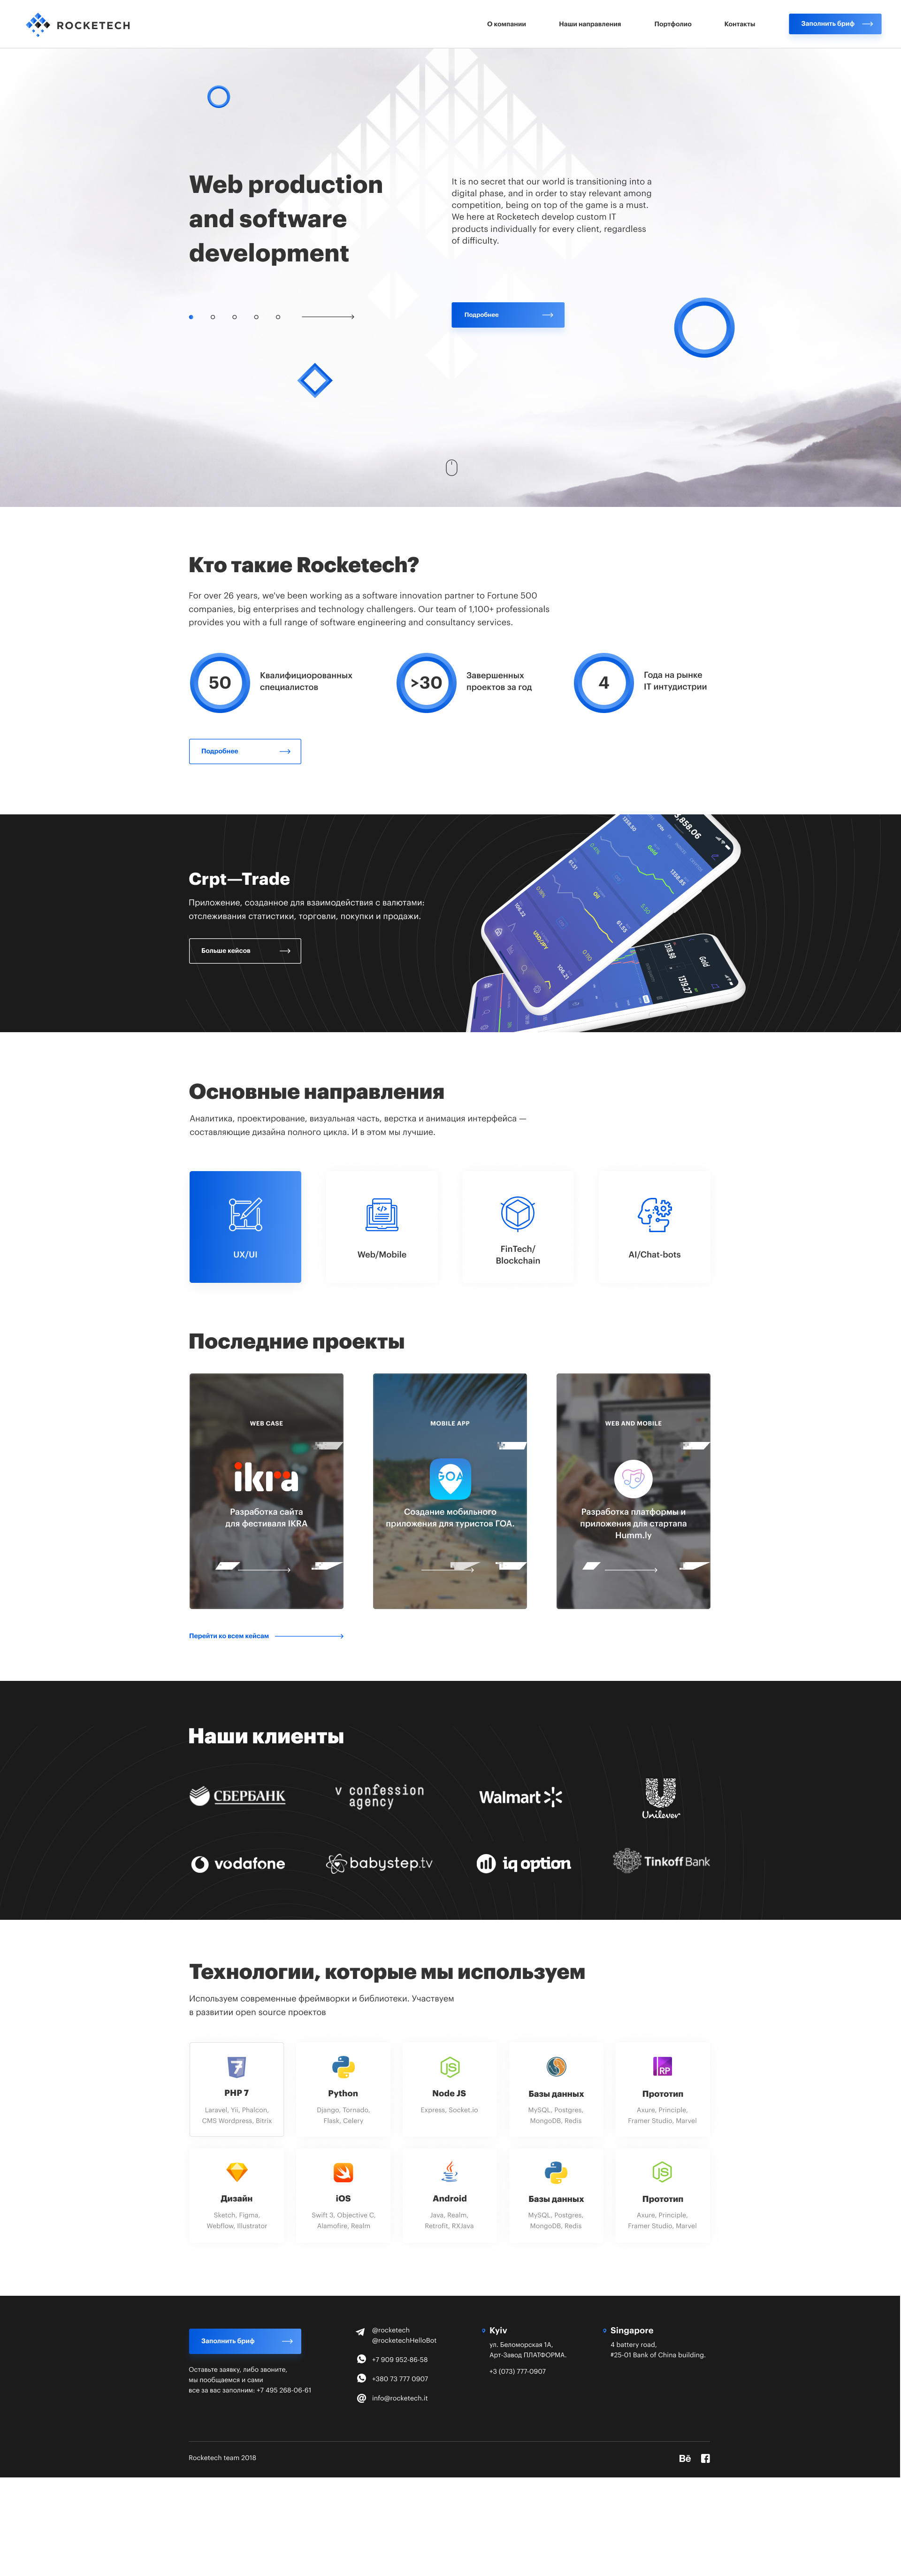 ROCKETECH
О компании
Наши направления
Портфолио
Контакты
Заполнить бриф
Web production
and software
development
It is no secret that our world is transitioning into a
digital phase, and in order to stay relevant among
competition, being on top of the game is a must.
We here at Rocketech develop custom IT
products individually for every client, regardless
of difficulty.
Подробнее
Кто такие Rocketech?
For over 26 years, we've been working as a software innovation partner to Fortune 500
companies, big enterprises and technology challengers. Our team of 1,100+ professionals
provides you with a full range of software engineering and consultancy services.
50
Квалифициорованных
специалистов
>30
Завершенных
проектов за год
4
Года на рынке
IT интудистрии
Подробнее
Crpt—Trade
Приложение, созданное для взаимодействия с валютами:
отслеживания статистики, торговли, покупки и продажи.
Больше кейсов
Основные направления
Аналитика, проектирование, визуальная часть, верстка и анимация интерфейса —
составляющие дизайна полного цикла. И в этом мы лучшие.
UX/UI
Web/Mobile
FinTech/
Blockchain
AI/Chat-bots
Последние проекты
WEB CASE
ikra
Разработка сайта
для фестиваля IKRA
MOBILE APP
GOA
Создание мобильного
приложения для туристов ГОА.
WEB AND MOBILE
Разработка платформы и
приложения для стартапа
Humm.ly
Перейти ко всем кейсам
Наши клиенты
СБЕРБАНК
v confession
agency
Walmart
Unilever
vodafone
babystep.tv
iq option
Tinkoff Bank
Технологии, которые мы используем
Используем современные фреймворки и библиотеки. Участвуем
в развитии open source проектов
PHP 7
Laravel, Yii, Phalcon,
CMS Wordpress, Bitrix
Python
Django, Tornado,
Flask, Celery
Node JS
Express, Socket.io
Базы данных
MySQL, Postgres,
MongoDB, Redis
RP
Прототип
Axure, Principle,
Framer Studio, Marvel
Дизайн
Sketch, Figma,
Webflow, Illustrator
iOS
Swift 3, Objective C,
Alamofire, Realm
Android
Java, Realm,
Retrofit, RXJava
Базы данных
MySQL, Postgres,
MongoDB, Redis
Прототип
Axure, Principle,
Framer Studio, Marvel
Заполнить бриф
Оставьте заявку, либо звоните,
мы пообщаемся и сами
все за вас заполним: +7 495 268-06-61
@rocketech
@rocketechHelloBot
+7 909 952-86-58
+380 73 777 0907
info@rocketech.it
Kyiv
ул. Беломорская 1А,
Арт-Завод ПЛАТФОРМА.
+3 (073) 777-0907
Singapore
4 battery road,
#25-01 Bank of China building.
Rocketech team 2018
Bē